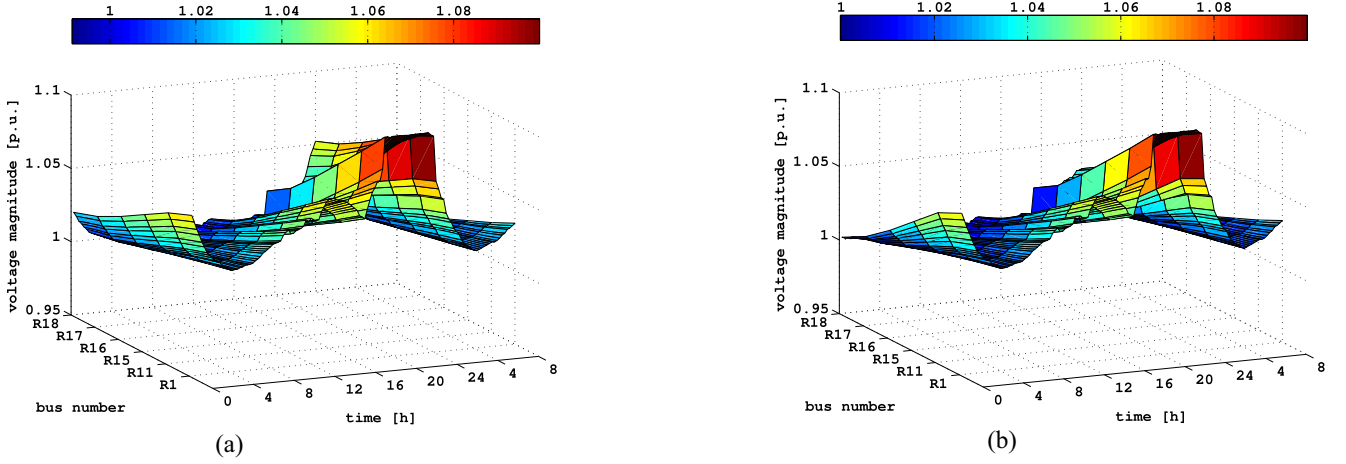 1 1.02 1.04 1.06 1.08
1.1
1.05
1
0.95
voltage magnitude [p.u.]
R18
R17
R16
R15
R11
R1
bus number
0 4 8 12 16 20 24 4 8
time [h]
(a)
1 1.02 1.04 1.06 1.08
1.1
1.05
1
0.95
voltage magnitude [p.u.]
R18
R17
R16
R15
R11
R1
bus number
0 4 8 12 16 20 24 4 8
time [h]
(b)